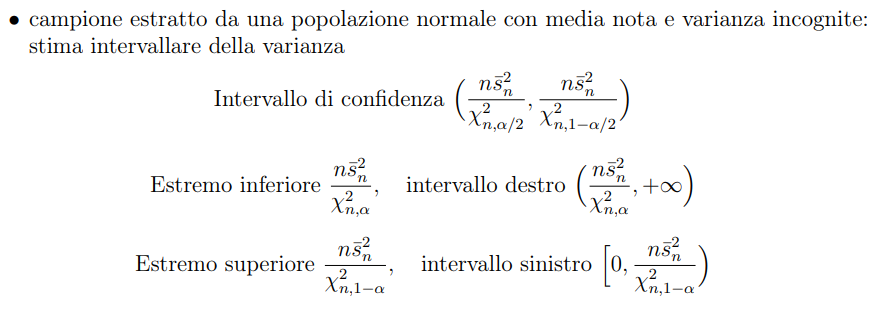 • campione estratto da una popolazione normale con media nota e varianza incognite:
stima intervallare della varianza
Intervallo di confidenza $\left(\frac{n\bar{s}_n^2}{\chi^2_{n,\alpha/2}}, \frac{n\bar{s}_n^2}{\chi^2_{n,1-\alpha/2}}\right)$
Estremo inferiore $\frac{n\bar{s}_n^2}{\chi^2_{n,\alpha}}$, intervallo destro $\left(\frac{n\bar{s}_n^2}{\chi^2_{n,\alpha}}, +\infty\right)$
Estremo superiore $\frac{n\bar{s}_n^2}{\chi^2_{n,1-\alpha}}$, intervallo sinistro $\left[0, \frac{n\bar{s}_n^2}{\chi^2_{n,1-\alpha}}\right)$